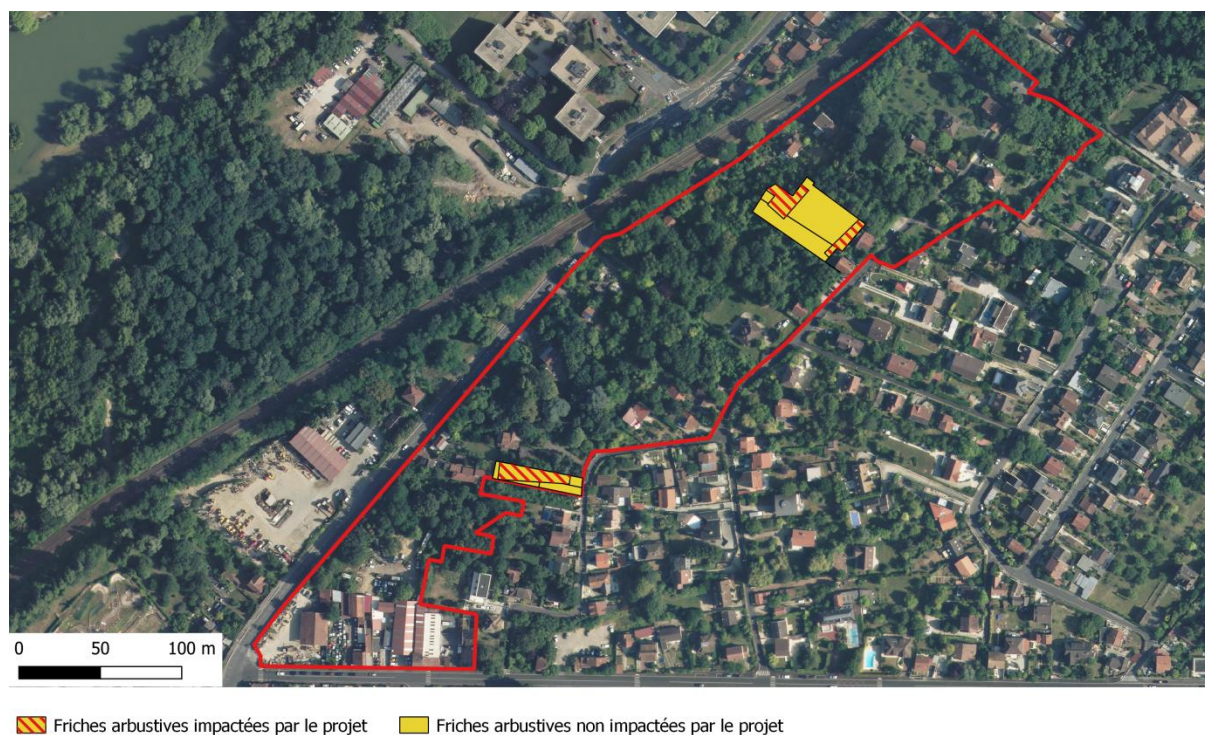 0 50 100 m
Friches arbustives impactées par le projet Friches arbustives non impactées par le projet